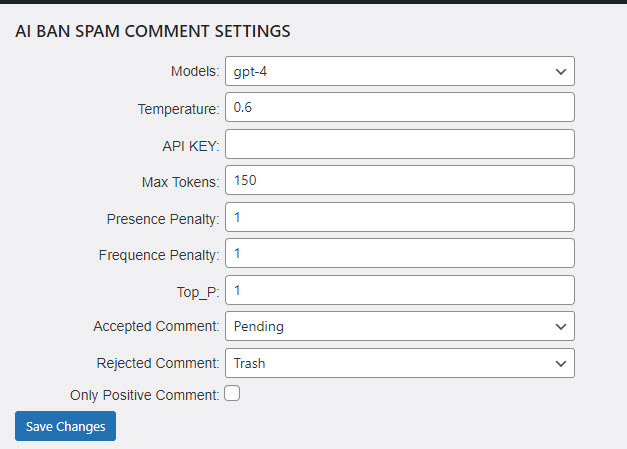 AI BAN SPAM COMMENT SETTINGS
Models: gpt-4
Temperature: 0.6
API KEY:
Max Tokens: 150
Presence Penalty: 1
Frequence Penalty: 1
Top_P: 1
Accepted Comment: Pending
Rejected Comment: Trash
Only Positive Comment:
Save Changes